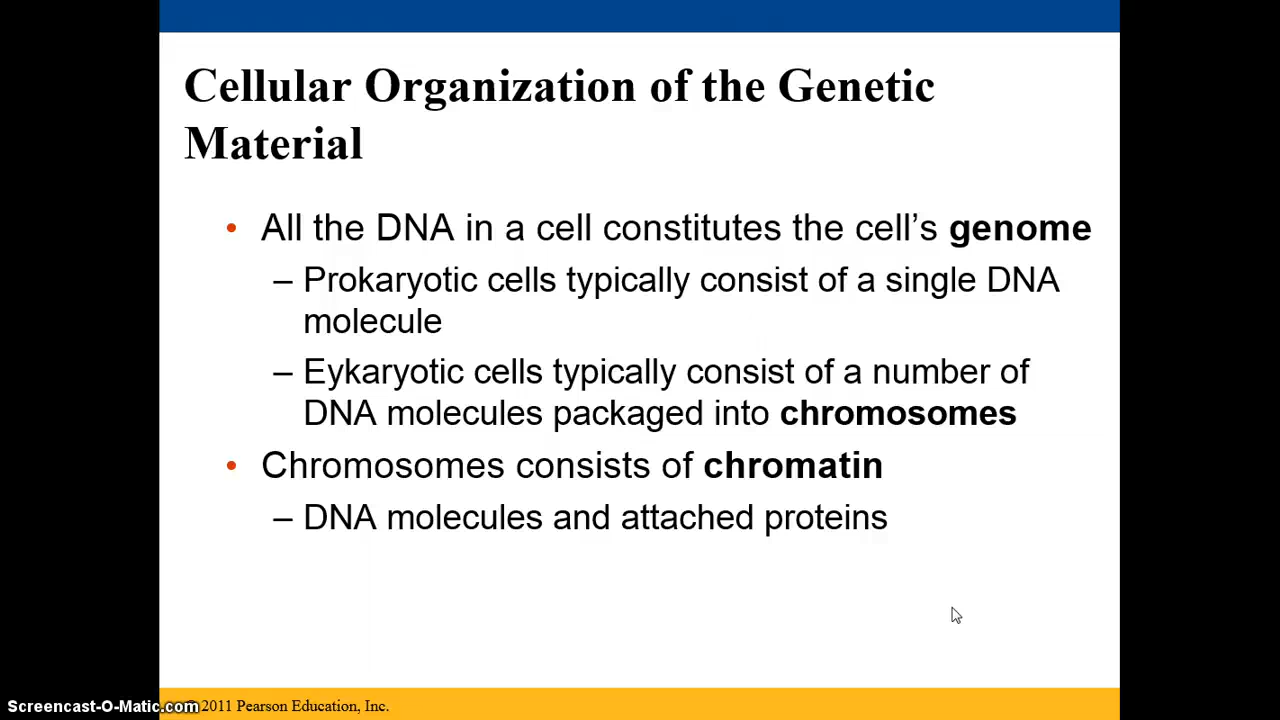 Cellular Organization of the Genetic
Material
• All the DNA in a cell constitutes the cell’s genome
– Prokaryotic cells typically consist of a single DNA
molecule
– Eykaryotic cells typically consist of a number of
DNA molecules packaged into chromosomes
• Chromosomes consists of chromatin
– DNA molecules and attached proteins
Screencast-O-Matic.com © 2011 Pearson Education, Inc.